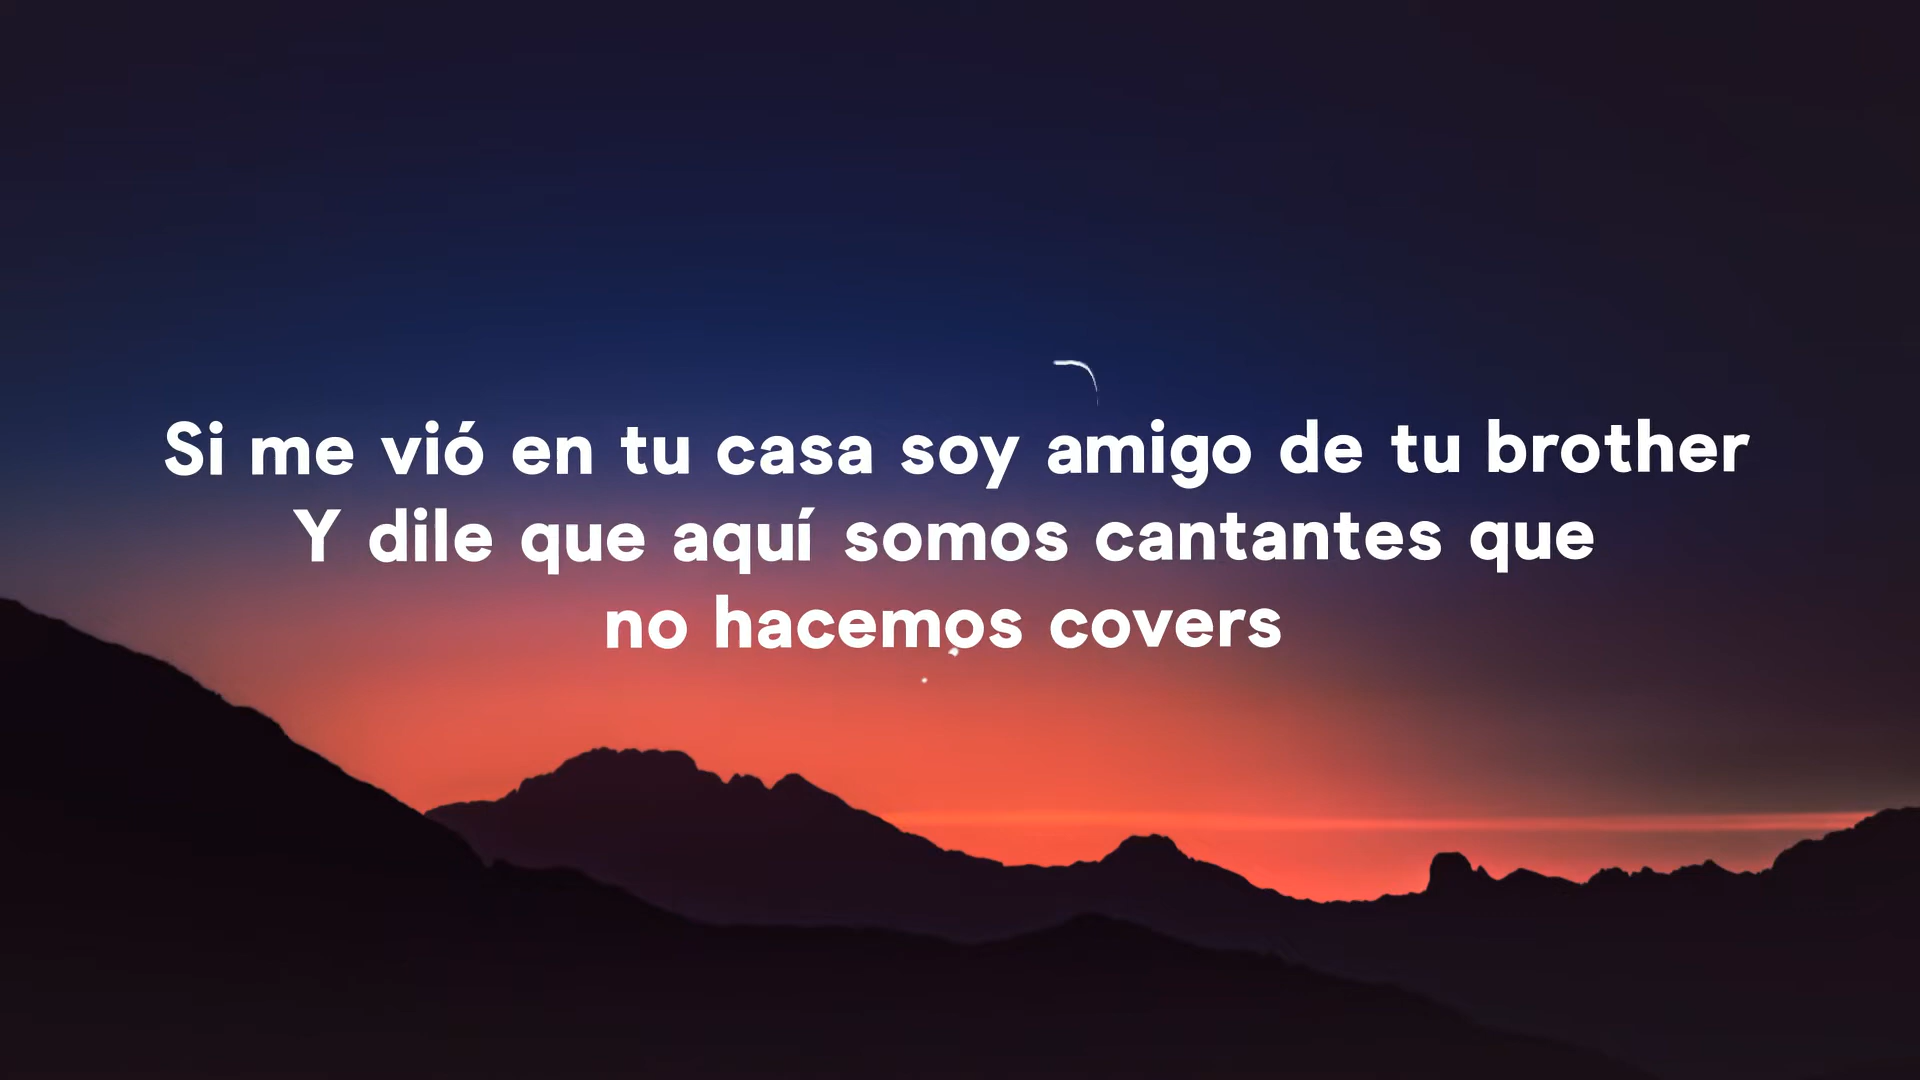 Si me vió en tu casa soy amigo de tu brother
Y dile que aquí somos cantantes que
no hacemos covers